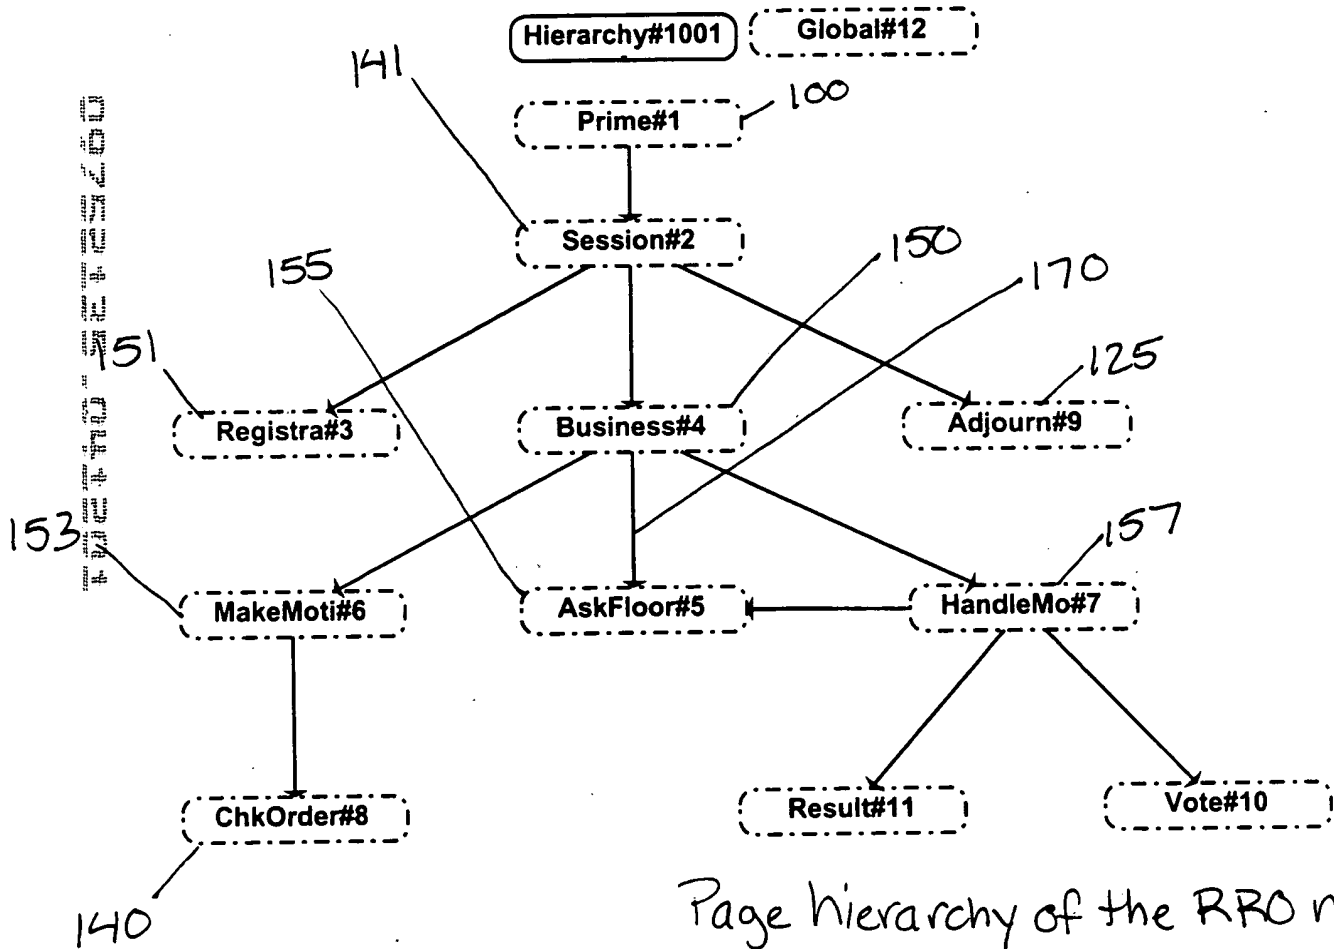 Hierarchy#1001 Global#12
141
Prime#1 100
Session#2
155 150 170
151 125
Registra#3 Business#4 Adjourn#9
153 157
MakeMoti#6 AskFloor#5 HandleMo#7
ChkOrder#8 Result#11 Vote#10
140
Page hierarchy of the RRO